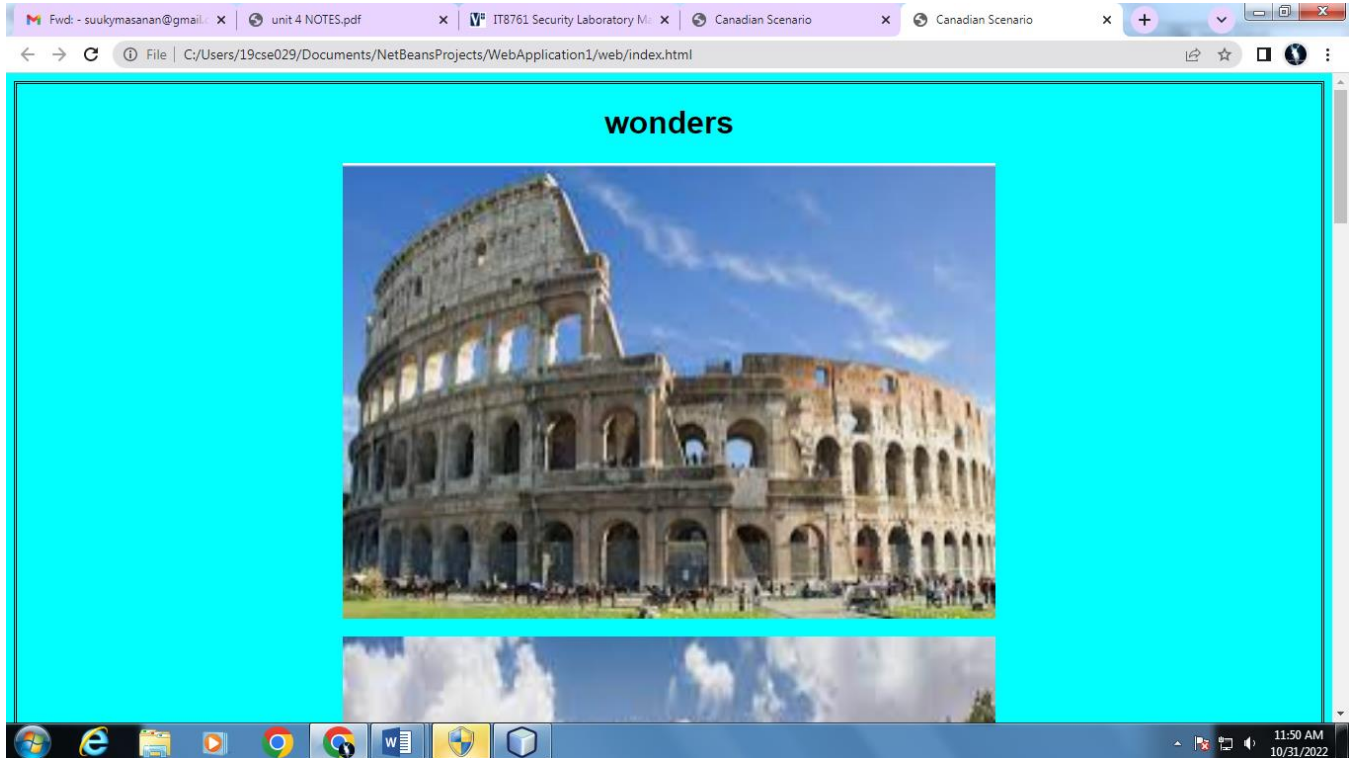 Fwd: - suukymasanan@gmail.c
unit 4 NOTES.pdf
IT8761 Security Laboratory Ma
Canadian Scenario
Canadian Scenario
File | C:/Users/19cse029/Documents/NetBeansProjects/WebApplication1/web/index.html
wonders
11:50 AM
10/31/2022